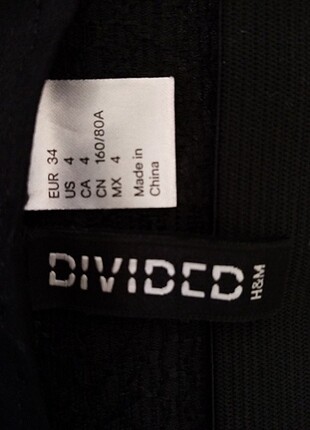 EUR 34
US 4
CA 4
CN 160/80A
MX 4
Made in
China
DIVIDED
H&M